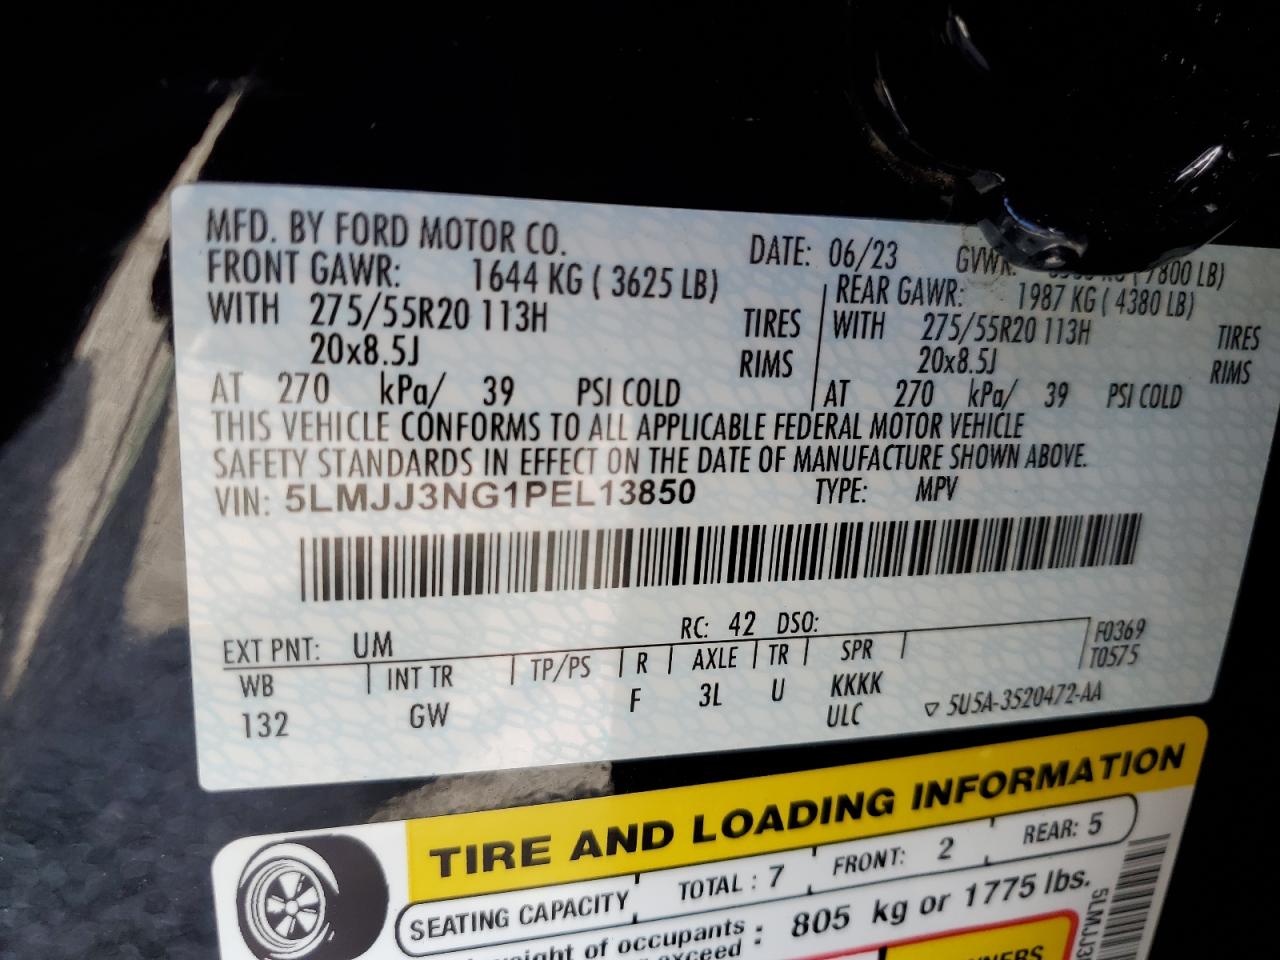 MFD. BY FORD MOTOR CO.
DATE: 06/23 GVWR: KG (7800 LB)
FRONT GAWR: 1644 KG ( 3625 LB)
REAR GAWR: 1987 KG ( 4380 LB)
WITH 275/55R20 113H TIRES
WITH 275/55R20 113H TIRES
20x8.5J RIMS
20x8.5J RIMS
AT 270 kPa/ 39 PSI COLD
AT 270 kPa/ 39 PSI COLD
THIS VEHICLE CONFORMS TO ALL APPLICABLE FEDERAL MOTOR VEHICLE
SAFETY STANDARDS IN EFFECT ON THE DATE OF MANUFACTURE SHOWN ABOVE.
VIN: 5LMJJ3NG1PEL13850 TYPE: MPV
EXT PNT: UM RC: 42 DSO:
F0369
WB INT TR TP/PS R AXLE TR SPR T0575
132 GW F 3L U KKKK
ULC ▽ 5U5A-3520472-AA
TIRE AND LOADING INFORMATION
SEATING CAPACITY TOTAL : 7 FRONT: 2 REAR: 5
of occupants : 805 kg or 1775 lbs.
exceed
5LMJJ3